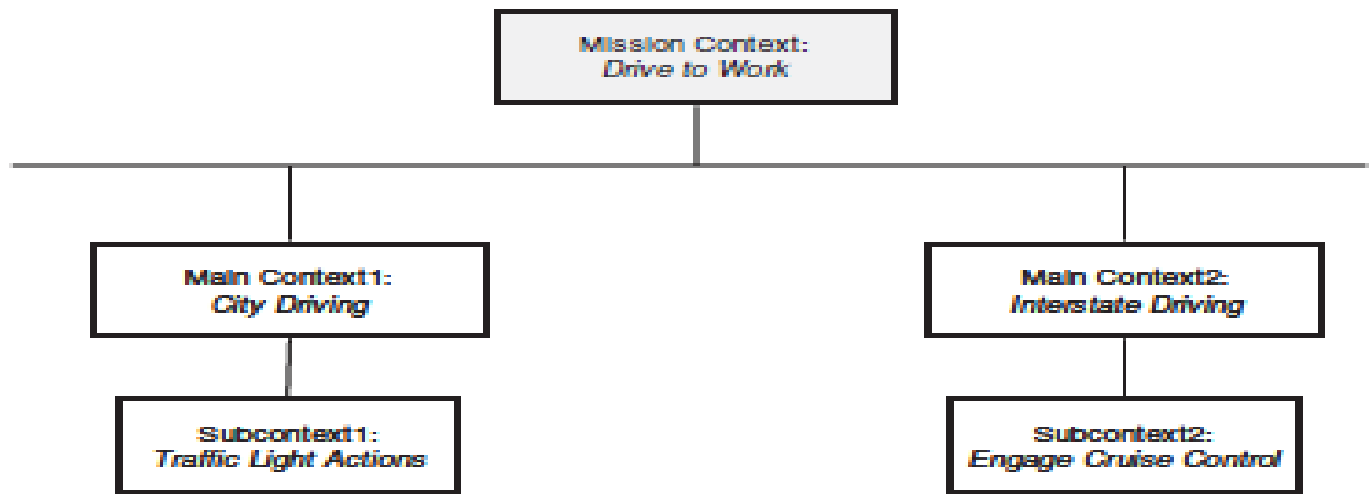 Mission Context:
Drive to Work
Main Context1:
City Driving
Main Context2:
Interstate Driving
Subcontext1:
Traffic Light Actions
Subcontext2:
Engage Cruise Control